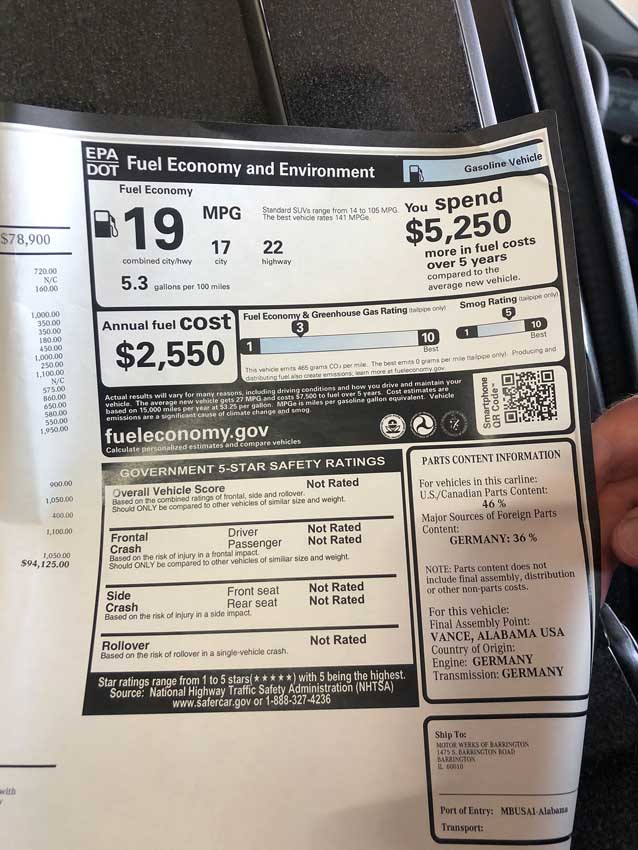 $78,900
720.00
N/C
160.00
1,000.00
350.00
350.00
180.00
450.00
1,000.00
250.00
1,100.00
N/C
575.00
860.00
650.00
580.00
550.00
1,950.00
900.00
1,050.00
400.00
1,100.00
1,050.00
$94,125.00
with
EPA
DOT
Fuel Economy and Environment
Gasoline Vehicle
Fuel Economy
19
MPG
combined city/hwy
17
city
22
highway
5.3 gallons per 100 miles
Standard SUVs range from 14 to 105 MPG.
The best vehicle rates 141 MPGe.
You spend
$5,250
more in fuel costs
over 5 years
compared to the
average new vehicle.
Annual fuel cost
$2,550
Fuel Economy & Greenhouse Gas Rating (tailpipe only)
3
1
10
Best
Smog Rating (tailpipe only)
5
1
10
Best
This vehicle emits 465 grams CO₂ per mile. The best emits 0 grams per mile (tailpipe only). Producing and
distributing fuel also create emissions; learn more at fueleconomy.gov.
Actual results will vary for many reasons, including driving conditions and how you drive and maintain your
vehicle. The average new vehicle gets 27 MPG and costs $7,500 to fuel over 5 years. Cost estimates are
based on 15,000 miles per year at $3.25 per gallon. MPGe is miles per gasoline gallon equivalent. Vehicle
emissions are a significant cause of climate change and smog.
fueleconomy.gov
Calculate personalized estimates and compare vehicles
Smartphone
QR Code™
GOVERNMENT 5-STAR SAFETY RATINGS
Overall Vehicle Score Not Rated
Based on the combined ratings of frontal, side and rollover.
Should ONLY be compared to other vehicles of similar size and weight.
Frontal Driver Not Rated
Crash Passenger Not Rated
Based on the risk of injury in a frontal impact.
Should ONLY be compared to other vehicles of similiar size and weight.
Side Front seat Not Rated
Crash Rear seat Not Rated
Based on the risk of injury in a side impact.
Rollover Not Rated
Based on the risk of rollover in a single-vehicle crash.
Star ratings range from 1 to 5 stars(★★★★★) with 5 being the highest.
Source: National Highway Traffic Safety Administration (NHTSA)
www.safercar.gov or 1-888-327-4236
PARTS CONTENT INFORMATION
For vehicles in this carline:
U.S./Canadian Parts Content:
46 %
Major Sources of Foreign Parts
Content:
GERMANY: 36 %
NOTE: Parts content does not
include final assembly, distribution
or other non-parts costs.
For this vehicle:
Final Assembly Point:
VANCE, ALABAMA USA
Country of Origin:
Engine: GERMANY
Transmission: GERMANY
Ship To:
MOTOR WERKS OF BARRINGTON
1475 S. BARRINGTON ROAD
BARRINGTON
IL 60010
Port of Entry: MBUSAI-Alabama
Transport: